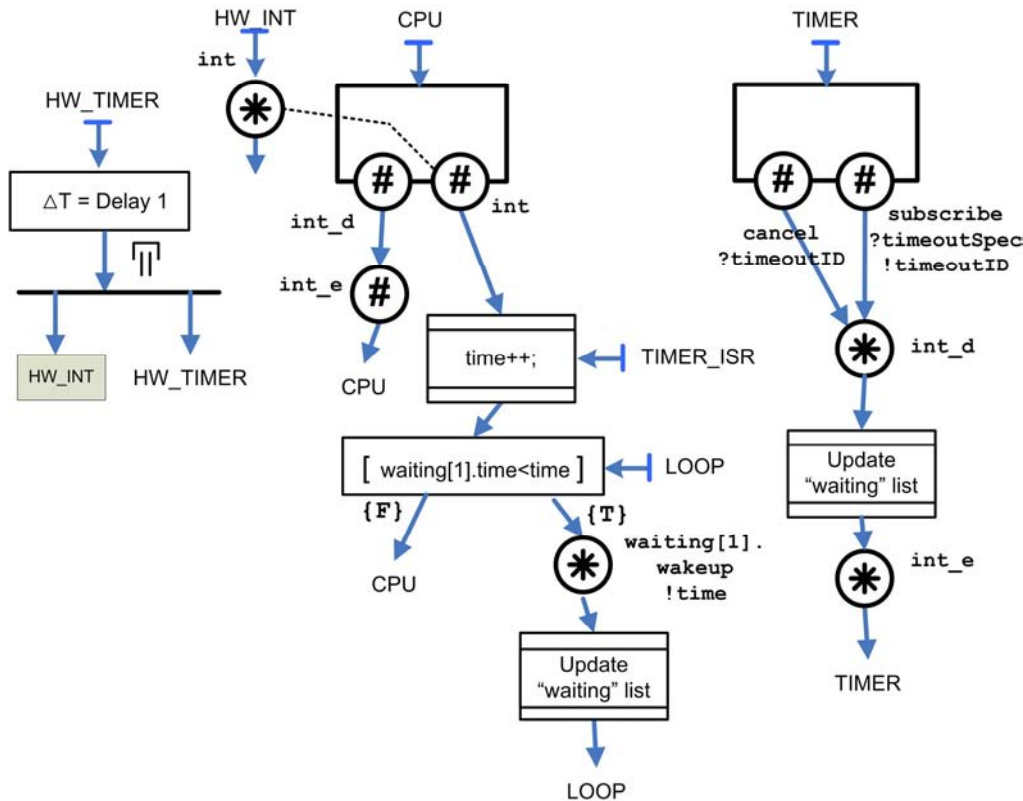 HW_INT
CPU
TIMER
int
HW_TIMER
ΔT = Delay 1
*
#
#
#
#
int_d
int
cancel
?timeoutID
subscribe
?timeoutSpec
!timeoutID
int_e
#
HW_INT
HW_TIMER
CPU
time++;
TIMER_ISR
*
int_d
[ waiting[1].time<time ]
LOOP
Update
"waiting" list
{F}
{T}
CPU
*
waiting[1].
wakeup
!time
*
int_e
Update
"waiting" list
TIMER
LOOP